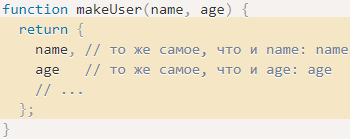 function makeUser(name, age) {
  return {
    name, // то же самое, что и name: name
    age   // то же самое, что и age: age
    // ...
  };
}